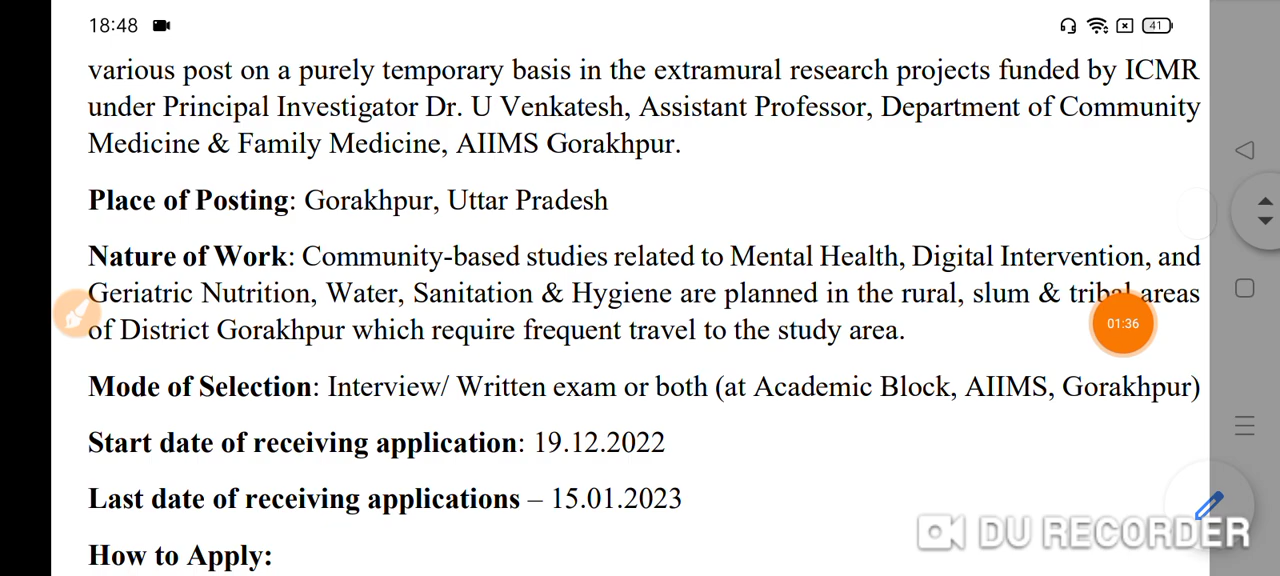 18:48
41
various post on a purely temporary basis in the extramural research projects funded by ICMR
under Principal Investigator Dr. U Venkatesh, Assistant Professor, Department of Community
Medicine & Family Medicine, AIIMS Gorakhpur.
Place of Posting: Gorakhpur, Uttar Pradesh
Nature of Work: Community-based studies related to Mental Health, Digital Intervention, and
Geriatric Nutrition, Water, Sanitation & Hygiene are planned in the rural, slum & tribal areas
of District Gorakhpur which require frequent travel to the study area.
01:36
Mode of Selection: Interview/ Written exam or both (at Academic Block, AIIMS, Gorakhpur)
Start date of receiving application: 19.12.2022
Last date of receiving applications – 15.01.2023
DU RECORDER
How to Apply: